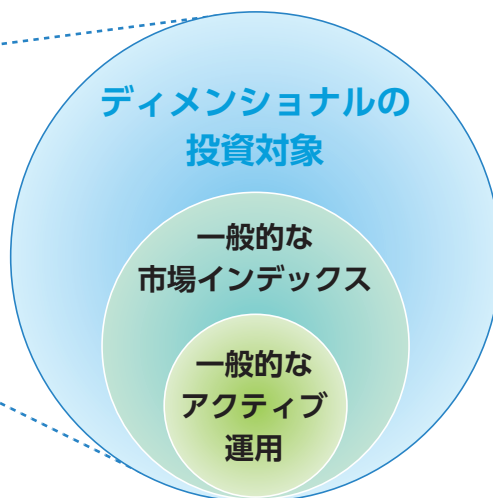 ディメンショナルの
投資対象
一般的な
市場インデックス
一般的な
アクティブ
運用